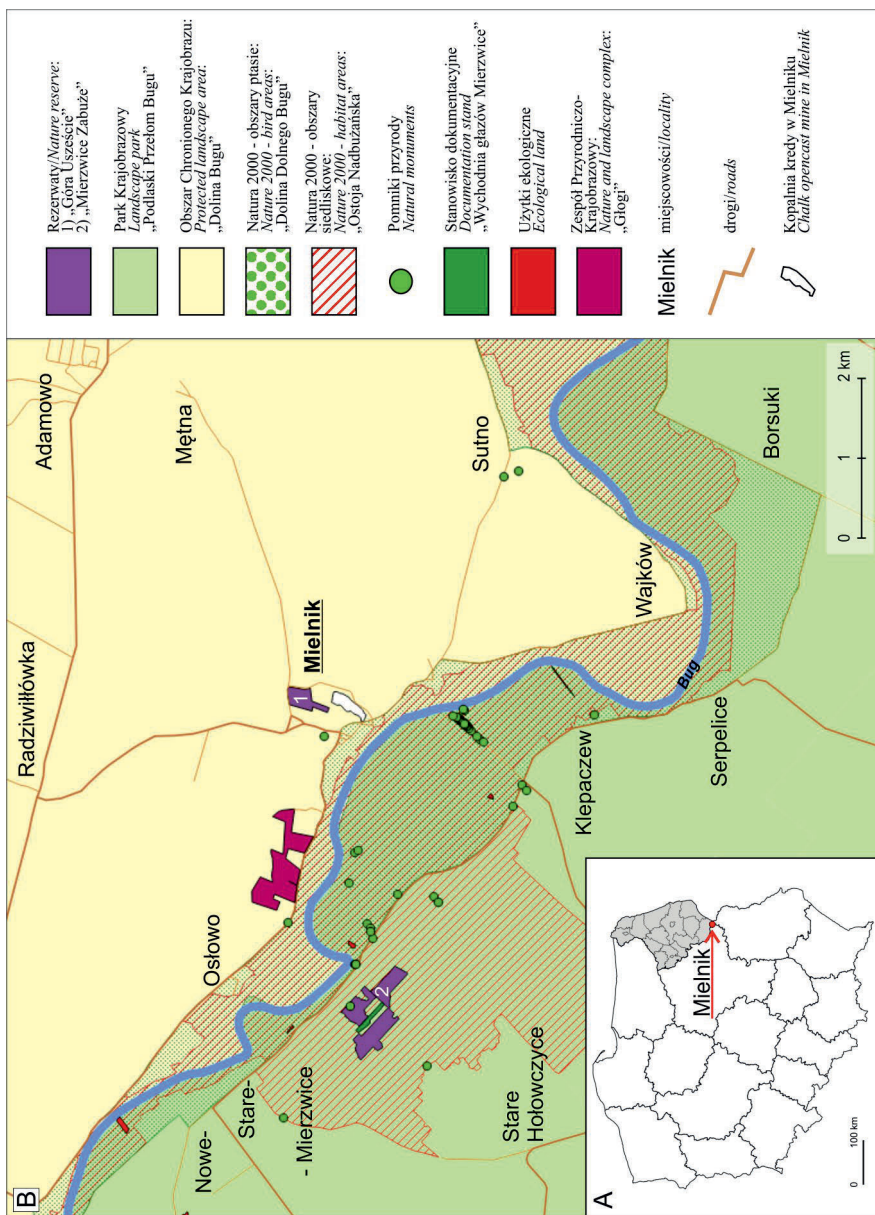 B
Adamowo
Radziwiłłówka
Mętna
Osłowo
Mielnik
1
Sutno
Nowe-
Stare-
- Mierzwice
2
Wajków
Bug
Klepaczew
Stare
Hołowczyce
Serpelice
Borsuki
0 1 2 km
A
Mielnik
100 km
Rezerwaty/Nature reserve:
1) „Góra Uszeście”
2) „Mierzwice Zabuże”
Park Krajobrazowy
Landscape park
„Podlaski Przełom Bugu”
Obszar Chronionego Krajobrazu:
Protected landscape area:
„Dolina Bugu”
Natura 2000 - obszary ptasie:
Nature 2000 - bird areas:
„Dolina Dolnego Bugu”
Natura 2000 - obszary
siedliskowe:
Nature 2000 - habitat areas:
„Ostoja Nadbużańska”
Pomniki przyrody
Natural monuments
Stanowisko dokumentacyjne
Documentation stand
„Wychodnia głazów Mierzwice”
Użytki ekologiczne
Ecological land
Zespół Przyrodniczo-
Krajobrazowy:
Nature and landscape complex:
„Głogi”
Mielnik miejscowości/locality
drogi/roads
Kopalnia kredy w Mielniku
Chalk opencast mine in Mielnik